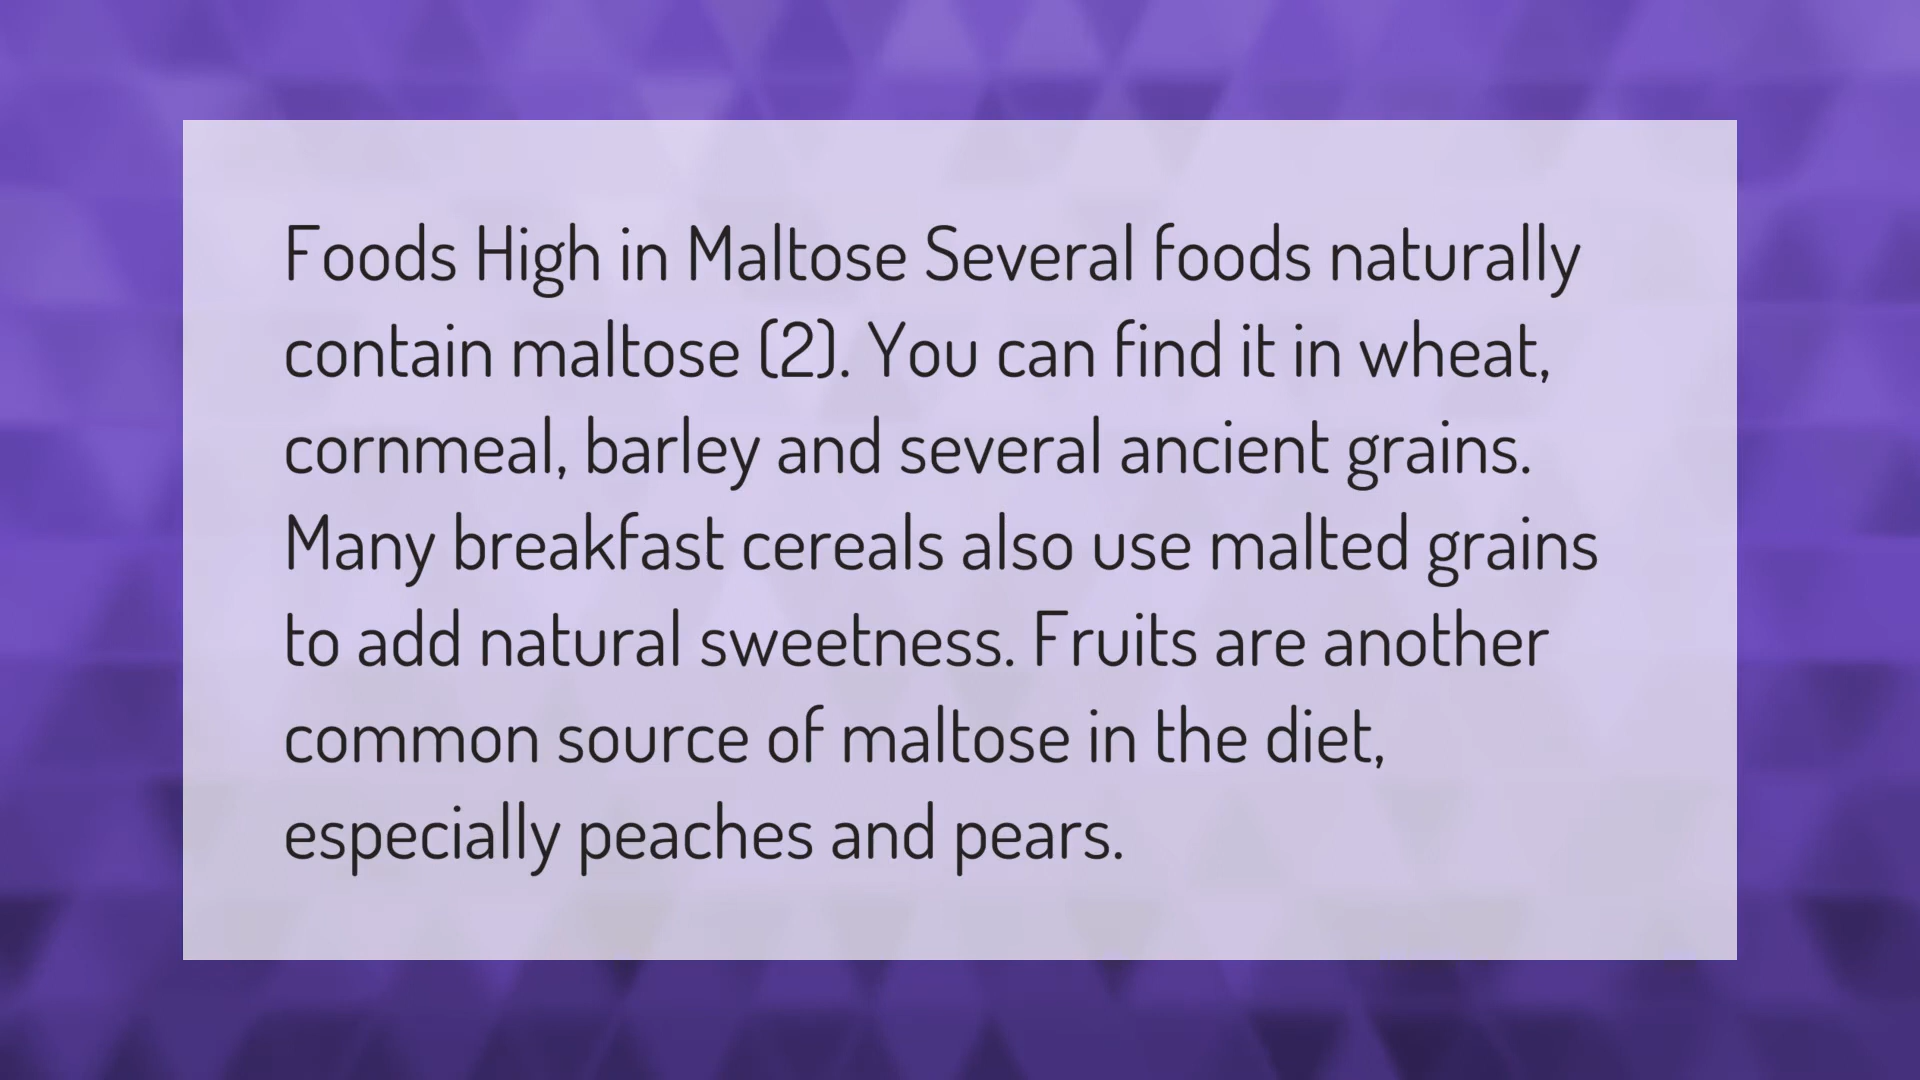 Foods High in Maltose Several foods naturally
contain maltose (2). You can find it in wheat,
cornmeal, barley and several ancient grains.
Many breakfast cereals also use malted grains
to add natural sweetness. Fruits are another
common source of maltose in the diet,
especially peaches and pears.